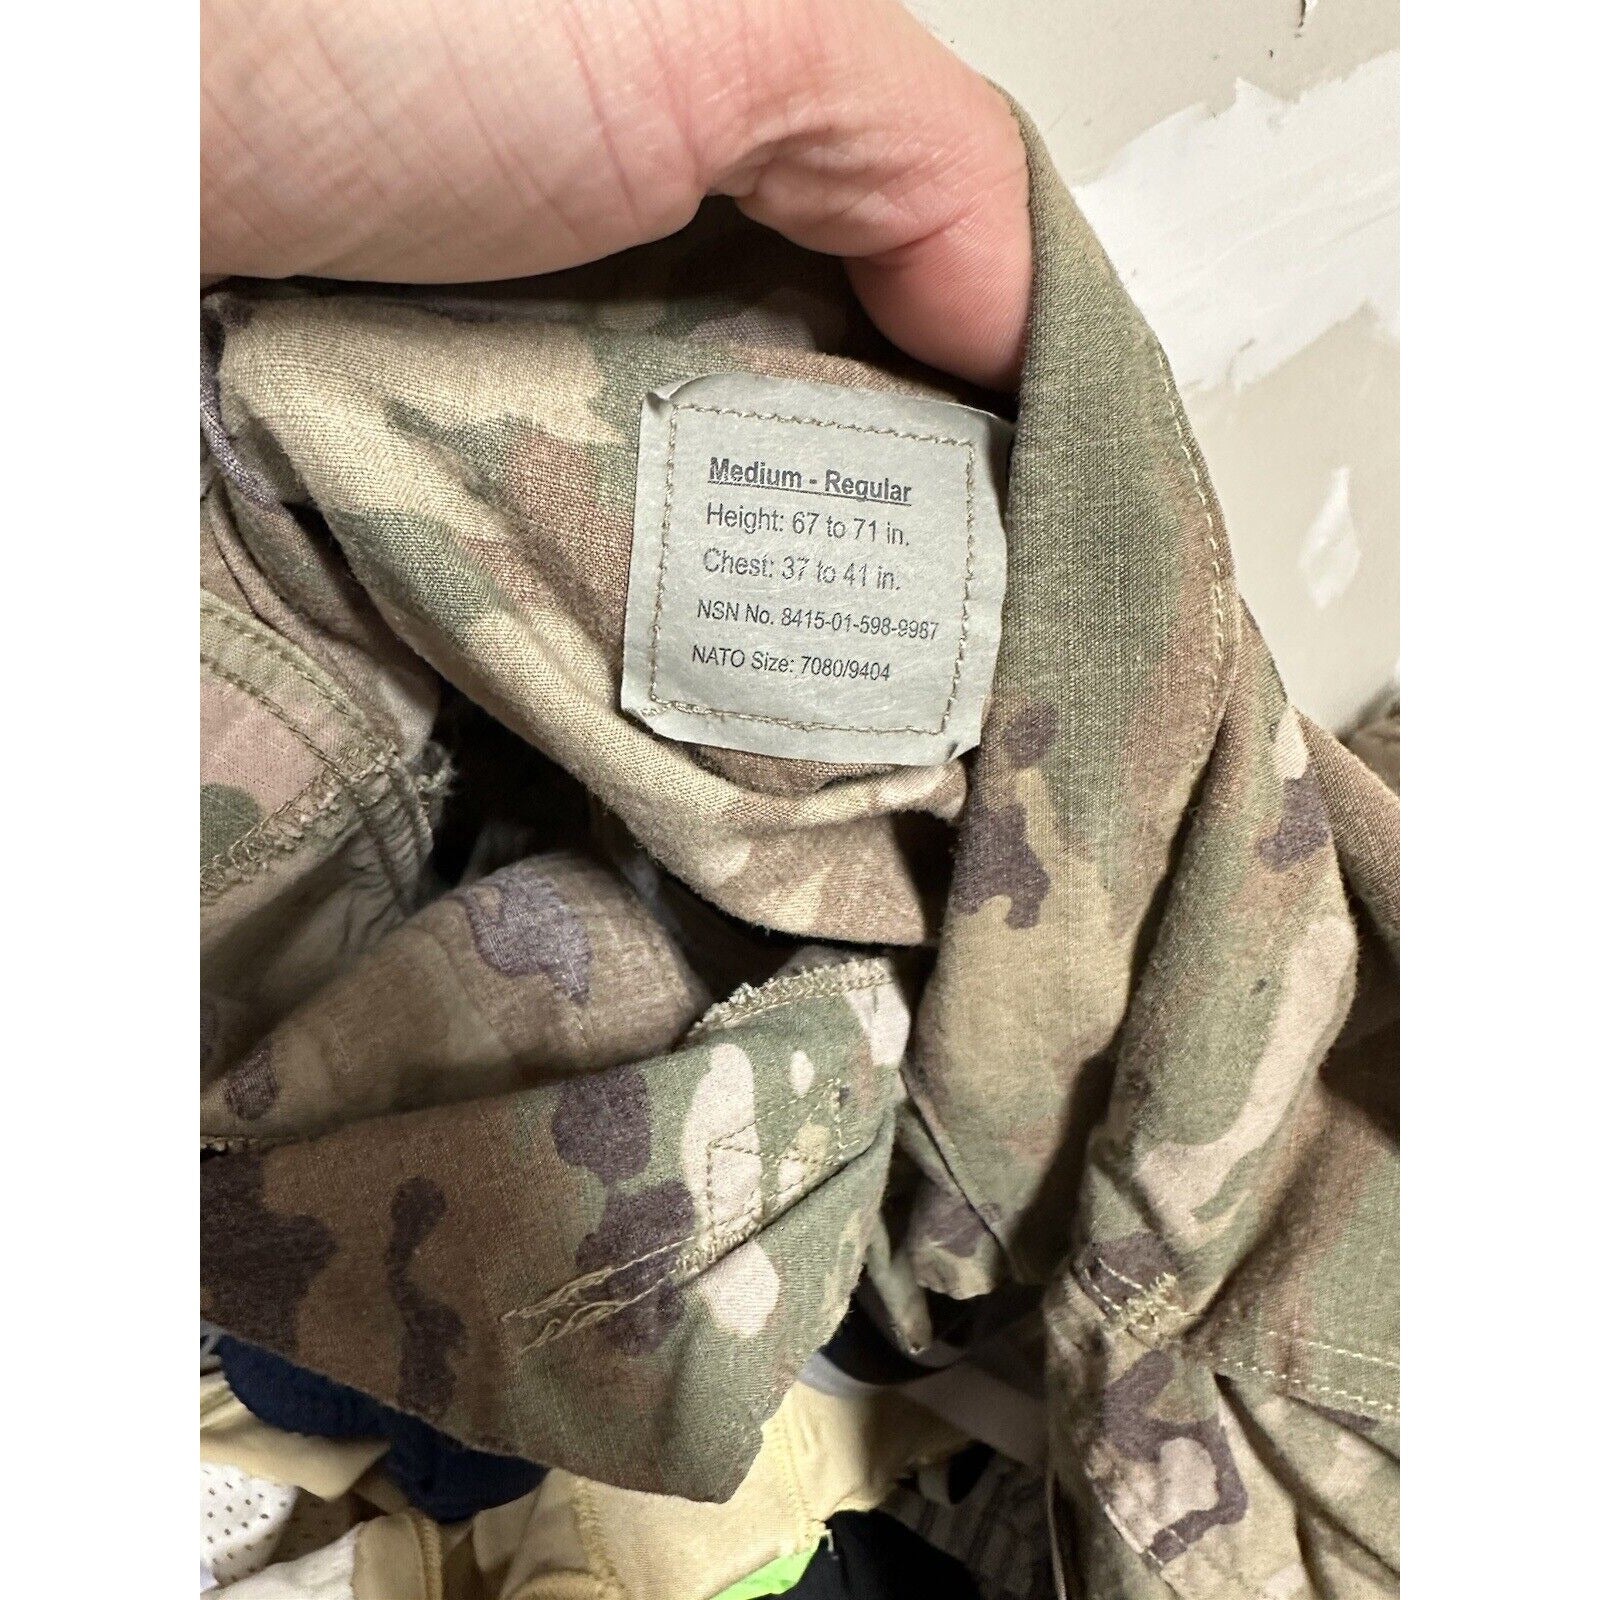 Medium - Regular
Height: 67 to 71 in.
Chest: 37 to 41 in.
NSN No. 8415-01-598-9987
NATO Size: 7080/9404